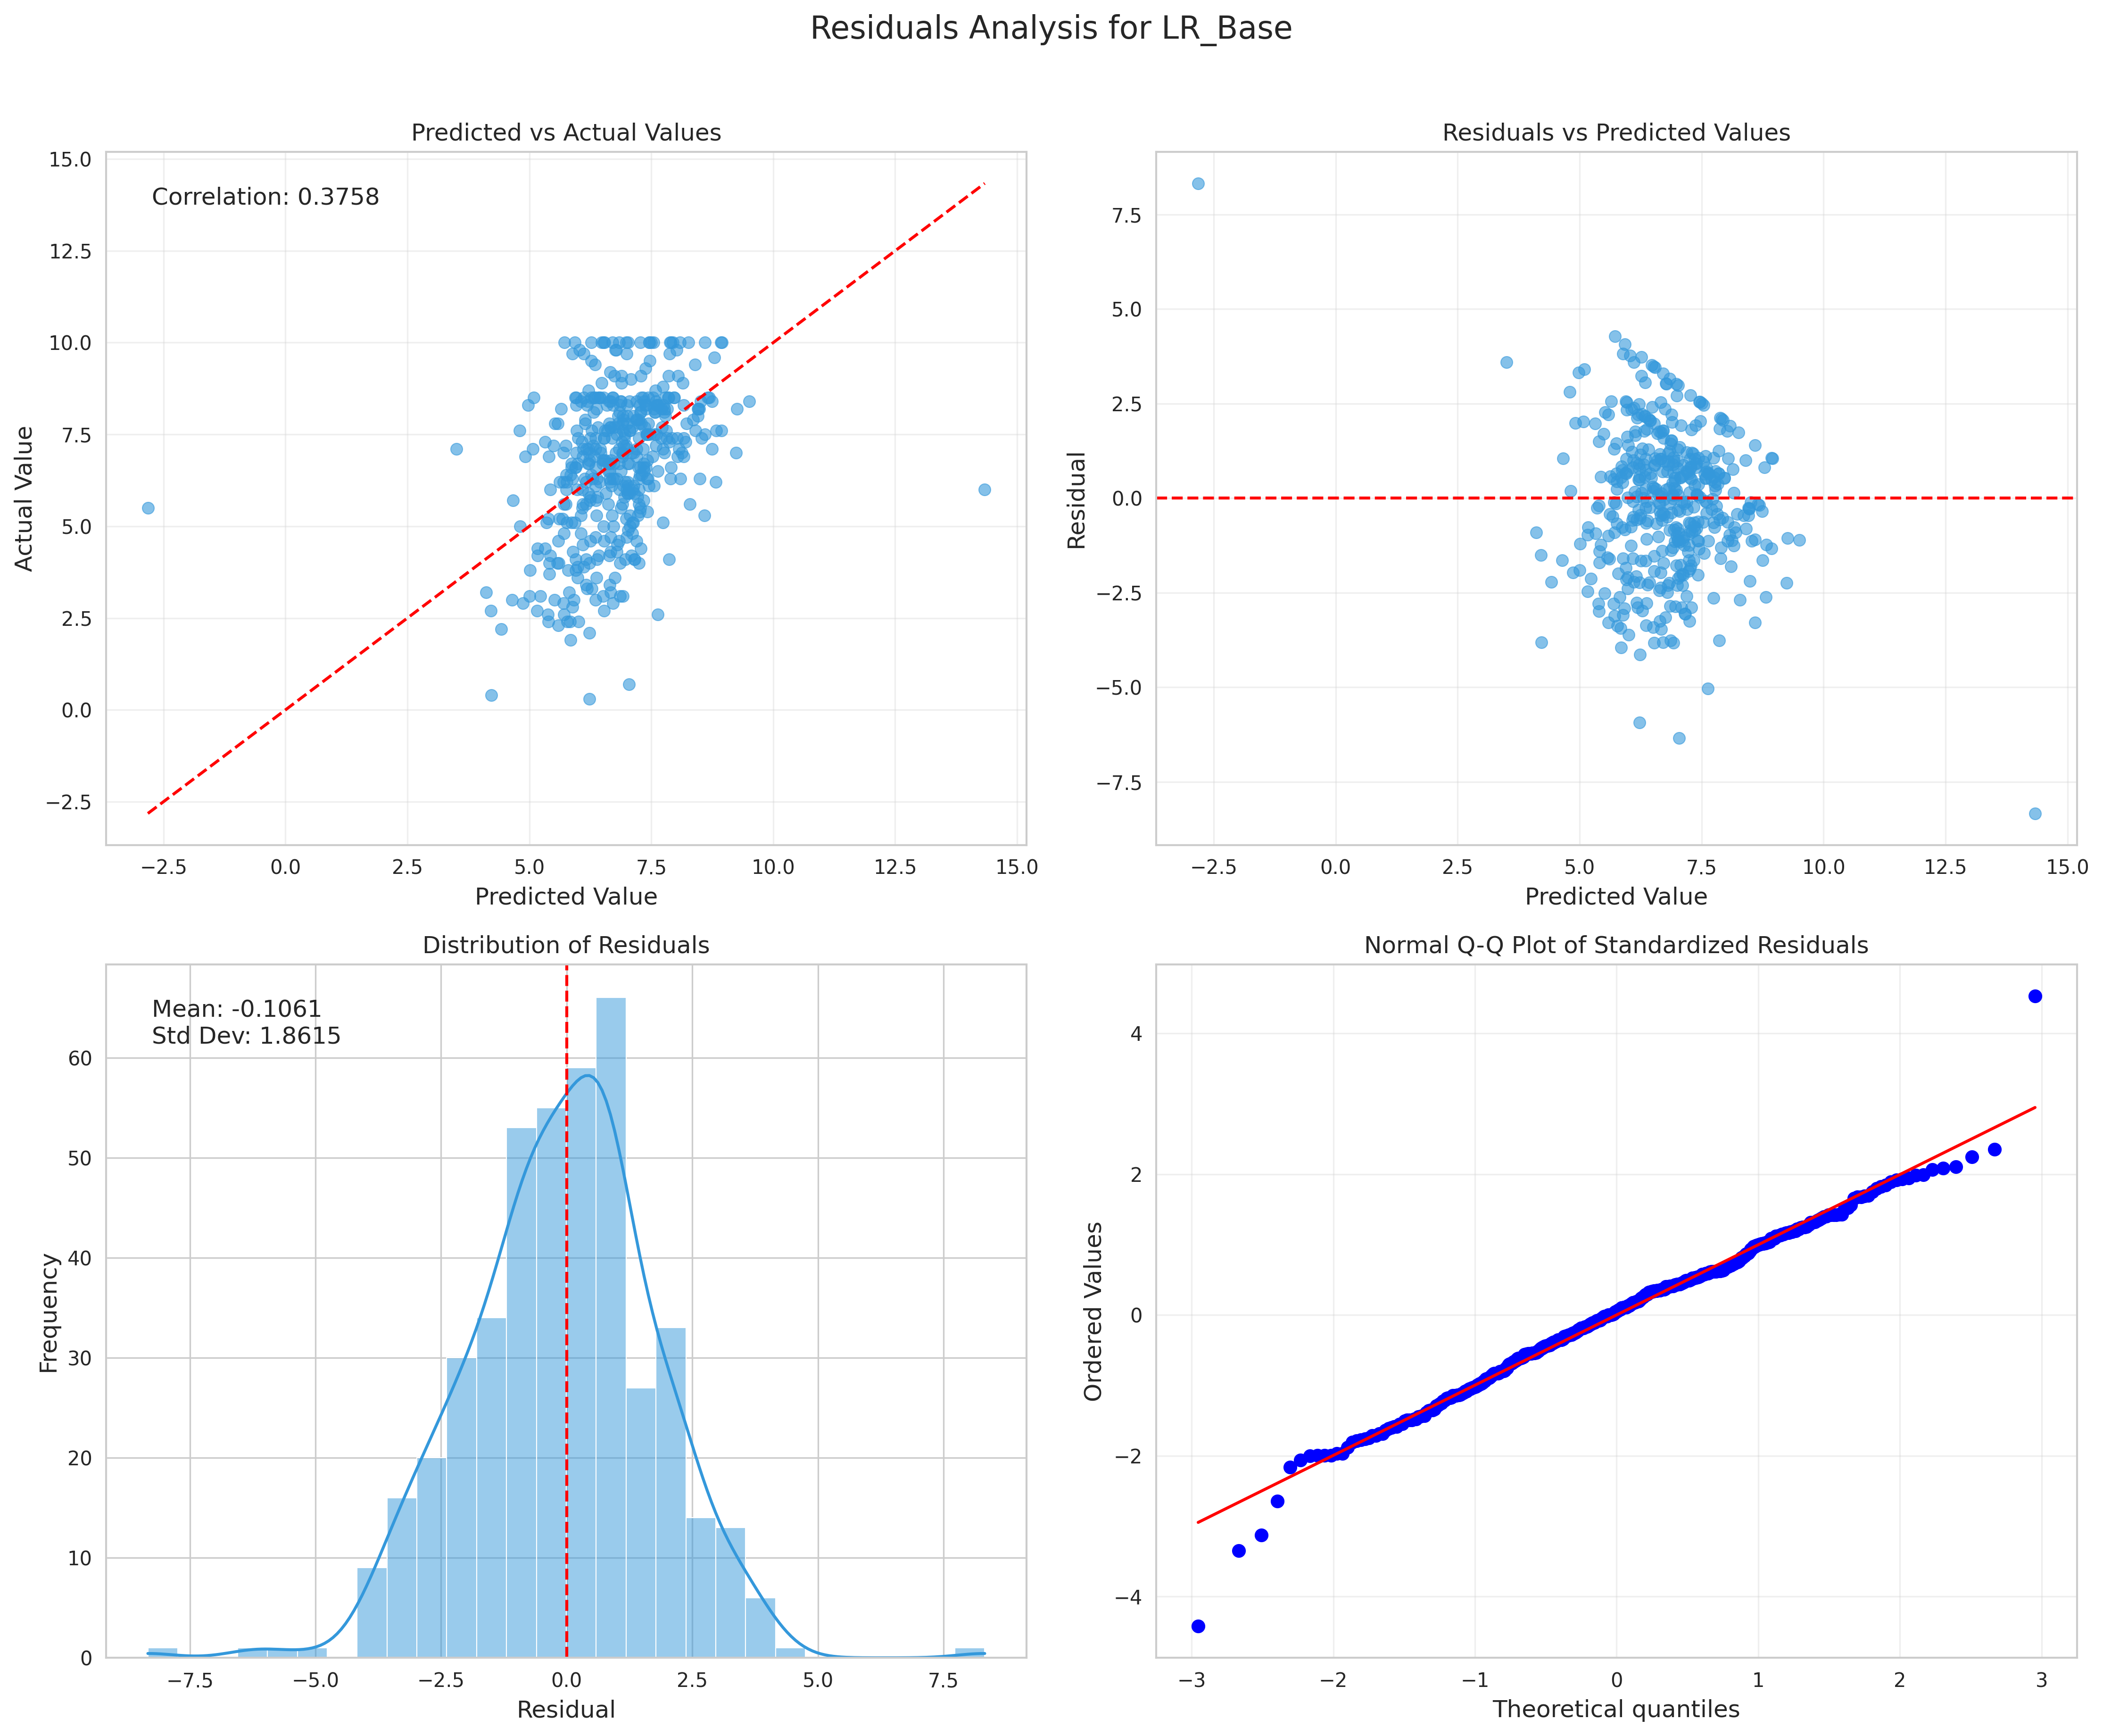 Residuals Analysis for LR_Base
Predicted vs Actual Values
Correlation: 0.3758
15.0
12.5
10.0
7.5
5.0
2.5
0.0
−2.5
Actual Value
−2.5 0.0 2.5 5.0 7.5 10.0 12.5 15.0
Predicted Value
Residuals vs Predicted Values
7.5
5.0
2.5
0.0
−2.5
−5.0
−7.5
Residual
−2.5 0.0 2.5 5.0 7.5 10.0 12.5 15.0
Predicted Value
Distribution of Residuals
Mean: -0.1061
Std Dev: 1.8615
60
50
40
30
20
10
0
Frequency
−7.5 −5.0 −2.5 0.0 2.5 5.0 7.5
Residual
Normal Q-Q Plot of Standardized Residuals
4
2
0
−2
−4
Ordered Values
−3 −2 −1 0 1 2 3
Theoretical quantiles